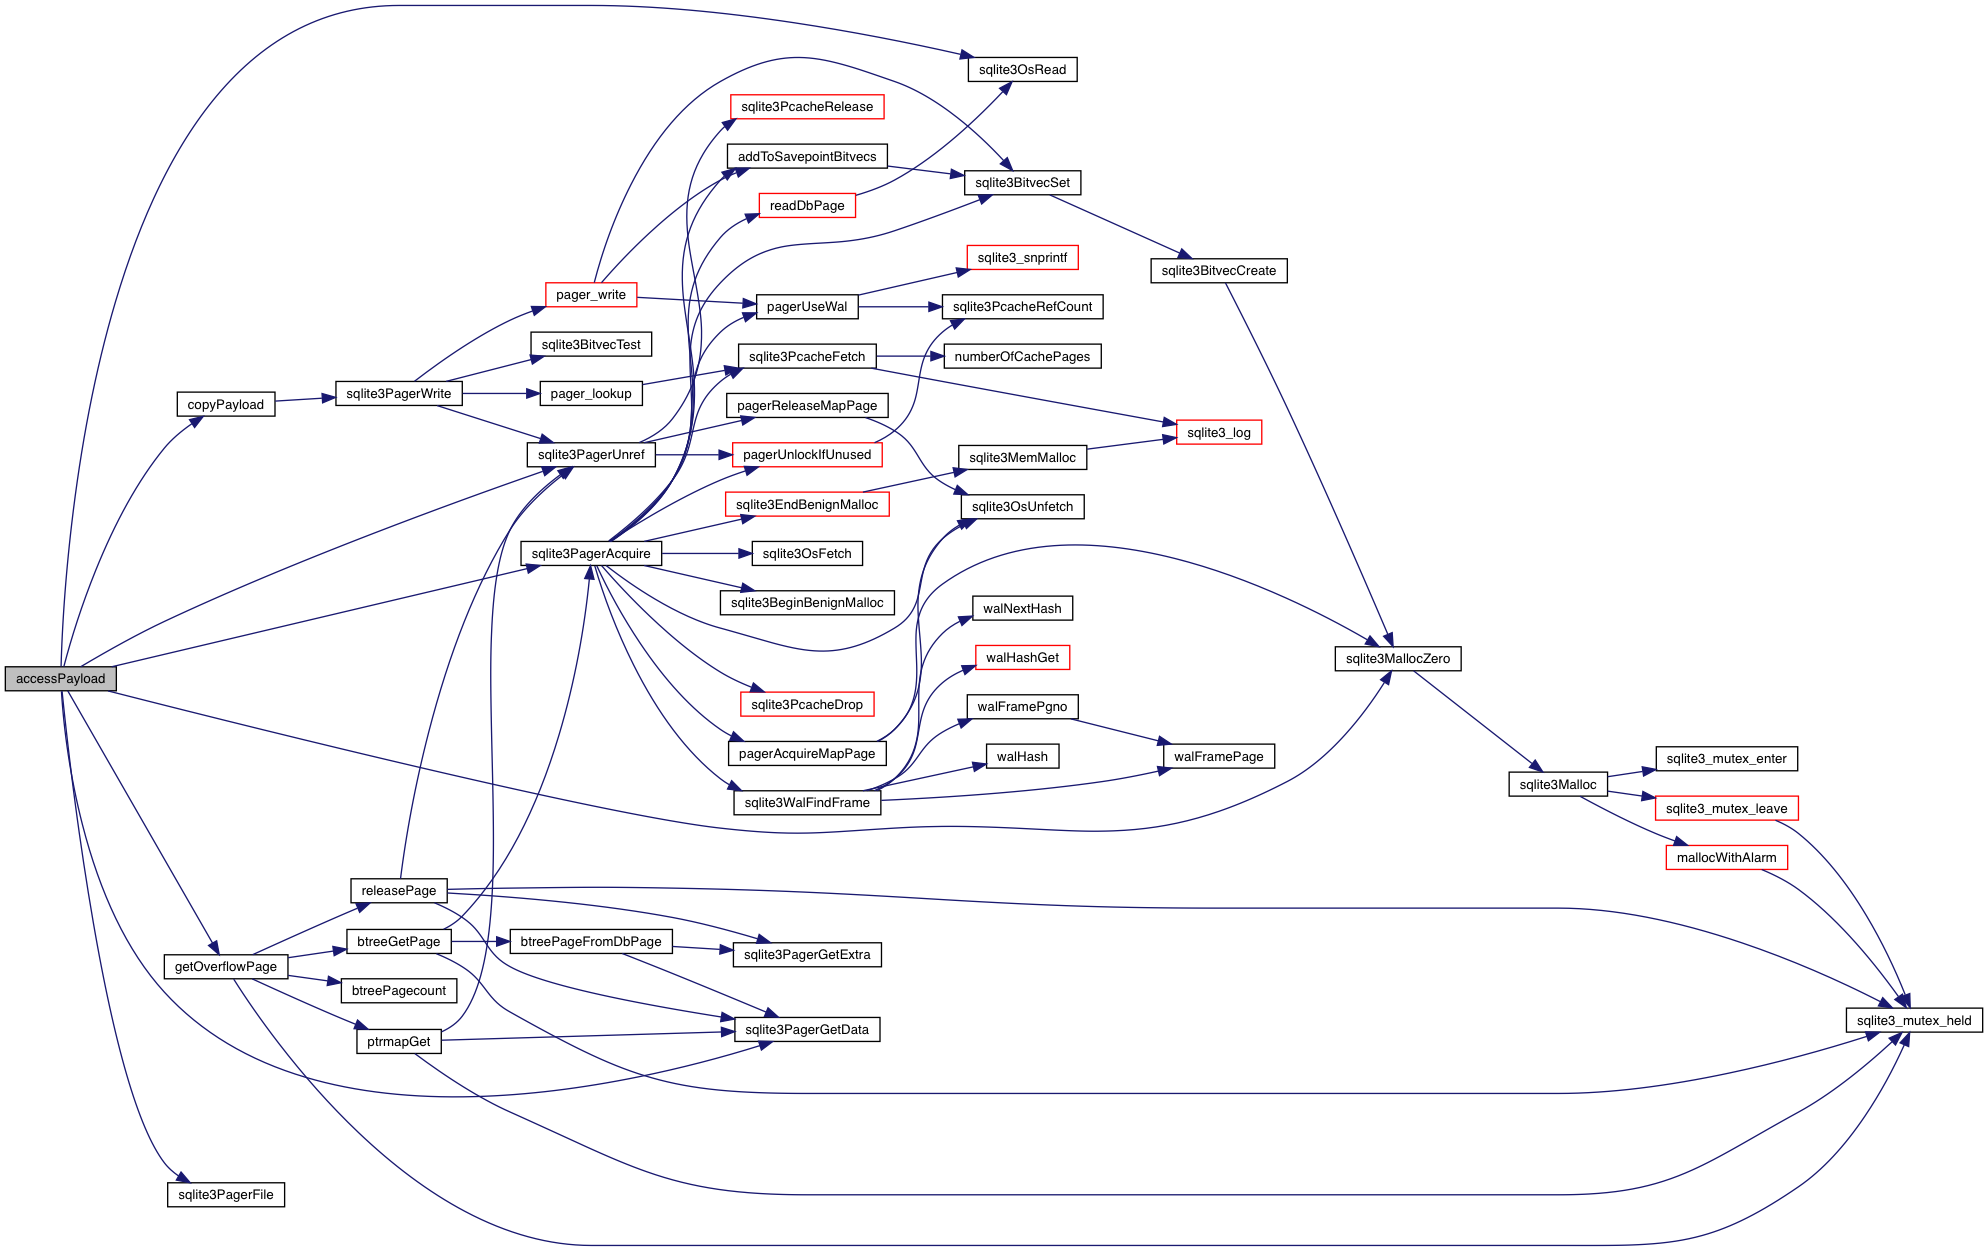 sqlite3OsRead
sqlite3PcacheRelease
addToSavepointBitvecs
sqlite3BitvecSet
readDbPage
sqlite3_snprintf
sqlite3BitvecCreate
pager_write
pagerUseWal
sqlite3PcacheRefCount
sqlite3BitvecTest
sqlite3PcacheFetch
numberOfCachePages
sqlite3PagerWrite
pager_lookup
copyPayload
pagerReleaseMapPage
sqlite3_log
sqlite3PagerUnref
pagerUnlockIfUnused
sqlite3MemMalloc
sqlite3EndBenignMalloc
sqlite3OsUnfetch
sqlite3PagerAcquire
sqlite3OsFetch
sqlite3BeginBenignMalloc
walNextHash
walHashGet
sqlite3MallocZero
accessPayload
sqlite3PcacheDrop
walFramePgno
pagerAcquireMapPage
walHash
walFramePage
sqlite3_mutex_enter
sqlite3Malloc
sqlite3WalFindFrame
sqlite3_mutex_leave
mallocWithAlarm
releasePage
btreeGetPage
btreePageFromDbPage
sqlite3PagerGetExtra
getOverflowPage
btreePagecount
sqlite3_mutex_held
sqlite3PagerGetData
ptrmapGet
sqlite3PagerFile